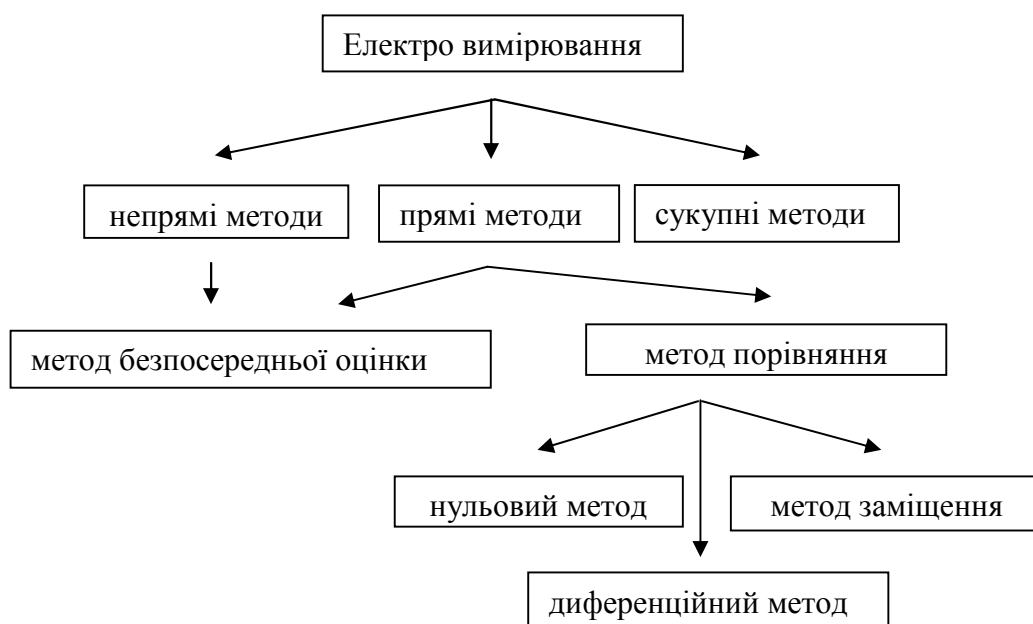 Електро вимірювання
непрямі методи
прямі методи
сукупні методи
метод безпосередньої оцінки
метод порівняння
нульовий метод
метод заміщення
диференційний метод